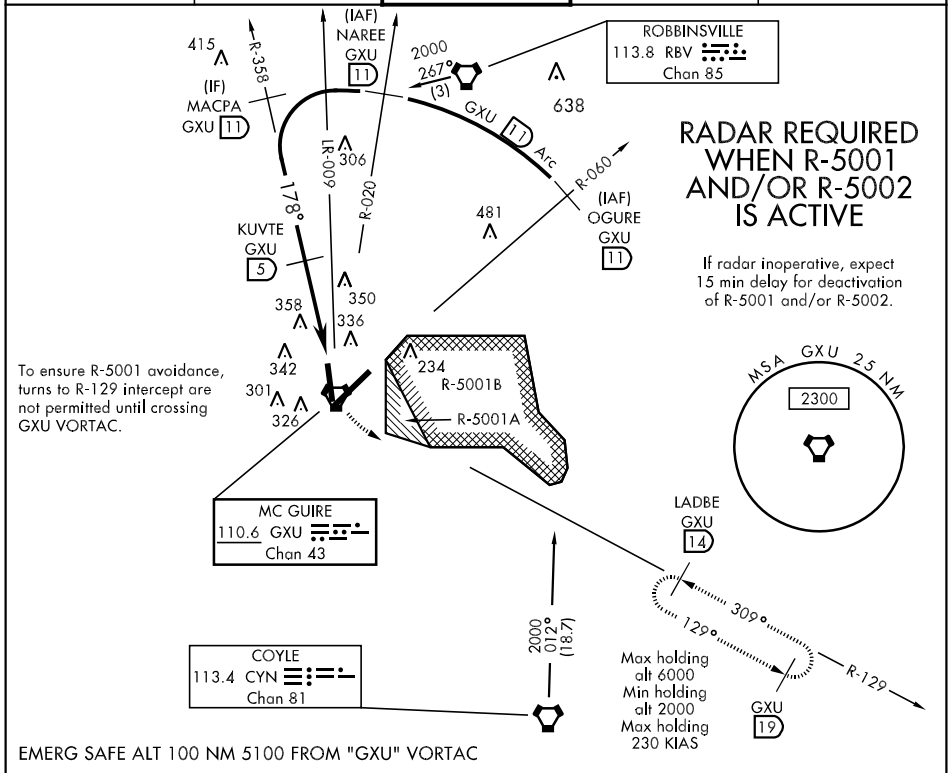 415
R-358
(IF)
MACPA
GXU 11
(IAF)
NAREE
GXU
11
2000
267°
(3)
ROBBINSVILLE
113.8 RBV
Chan 85
638
GXU 11 Arc
RADAR REQUIRED
WHEN R-5001
AND/OR R-5002
IS ACTIVE
If radar inoperative, expect
15 min delay for deactivation
of R-5001 and/or R-5002.
306
LR-009
R-020
R-060
(IAF)
OGURE
GXU
11
481
178°
KUVTE
GXU
5
350
358
336
342
301
326
234
R-5001B
R-5001A
To ensure R-5001 avoidance,
turns to R-129 intercept are
not permitted until crossing
GXU VORTAC.
MSA GXU 25 NM
2300
MC GUIRE
110.6 GXU
Chan 43
LADBE
GXU
14
309°
129°
R-129
GXU
19
2000
012°
(18.7)
Max holding
alt 6000
Min holding
alt 2000
Max holding
230 KIAS
COYLE
113.4 CYN
Chan 81
EMERG SAFE ALT 100 NM 5100 FROM "GXU" VORTAC